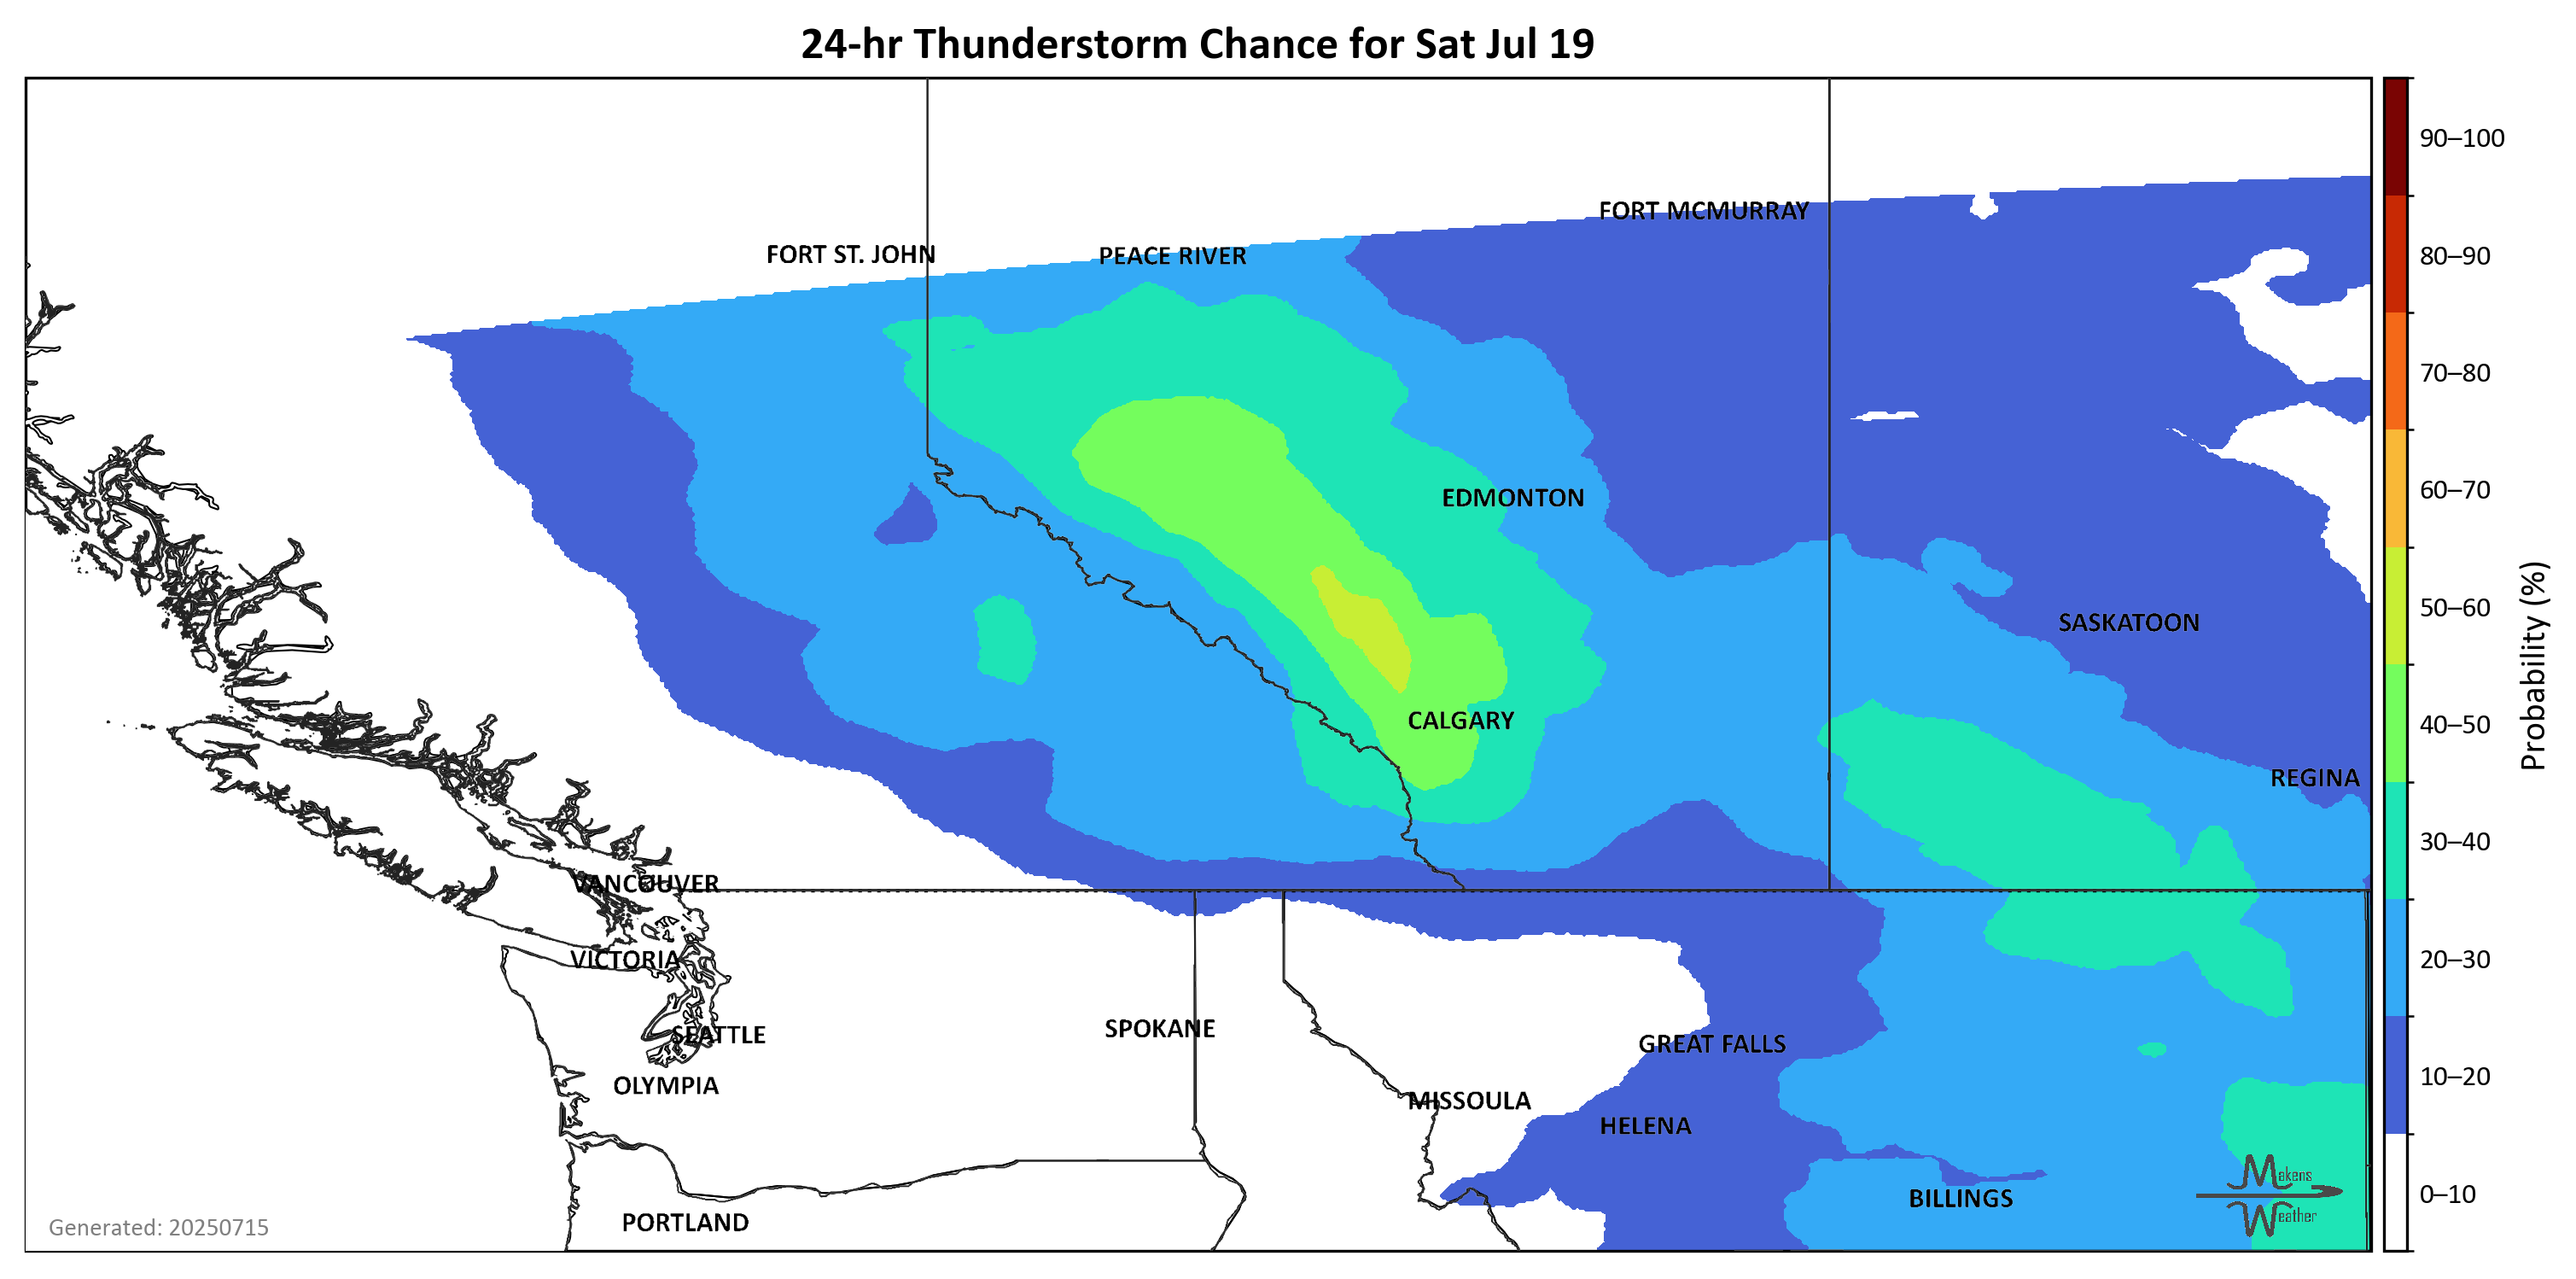 24-hr Thunderstorm Chance for Sat Jul 19
90–100
FORT MCMURRAY
FORT ST. JOHN
PEACE RIVER
80–90
70–80
EDMONTON
60–70
SASKATOON
50–60
CALGARY
40–50
REGINA
30–40
Probability (%)
VANCOUVER
VICTORIA
20–30
SEATTLE
SPOKANE
GREAT FALLS
OLYMPIA
MISSOULA
10–20
HELENA
BILLINGS
Makens
Weather
0–10
PORTLAND
Generated: 20250715